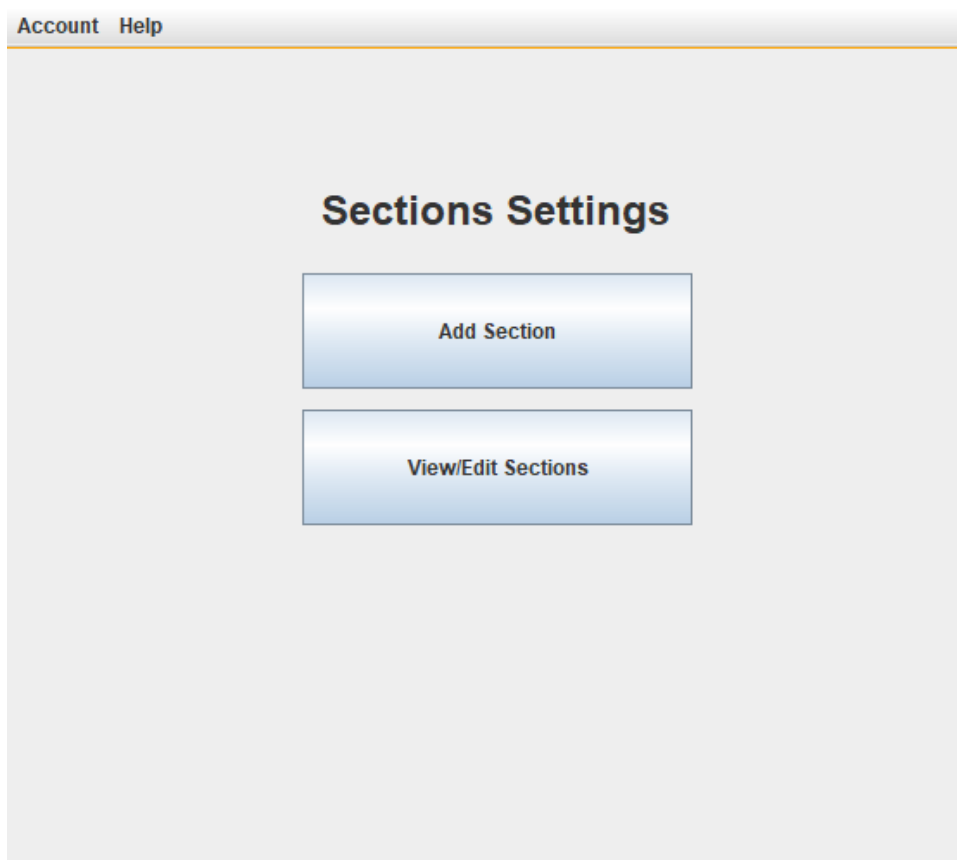 Account Help
Sections Settings
Add Section
View/Edit Sections